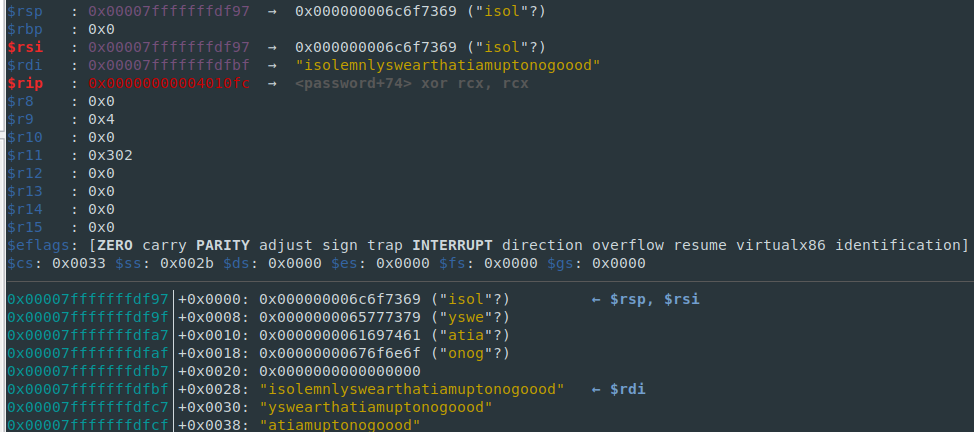 $rsp   : 0x00007fffffffdf97  →  0x000000006c6f7369 ("isol"?)
$rbp   : 0x0
$rsi   : 0x00007fffffffdf97  →  0x000000006c6f7369 ("isol"?)
$rdi   : 0x00007fffffffdfbf  →  "isolemnlyswearthatiamuptonogoood"
$rip   : 0x00000000004010fc  →  <password+74> xor rcx, rcx
$r8    : 0x0
$r9    : 0x4
$r10   : 0x0
$r11   : 0x302
$r12   : 0x0
$r13   : 0x0
$r14   : 0x0
$r15   : 0x0
$eflags: [ZERO carry PARITY adjust sign trap INTERRUPT direction overflow resume virtualx86 identification]
$cs: 0x0033 $ss: 0x002b $ds: 0x0000 $es: 0x0000 $fs: 0x0000 $gs: 0x0000
0x00007fffffffdf97│+0x0000: 0x000000006c6f7369 ("isol"?)         ← $rsp, $rsi
0x00007fffffffdf9f│+0x0008: 0x0000000065777379 ("yswe"?)
0x00007fffffffdfa7│+0x0010: 0x0000000061697461 ("atia"?)
0x00007fffffffdfaf│+0x0018: 0x00000000676f6e6f ("onog"?)
0x00007fffffffdfb7│+0x0020: 0x0000000000000000
0x00007fffffffdfbf│+0x0028: "isolemnlyswearthatiamuptonogoood"   ← $rdi
0x00007fffffffdfc7│+0x0030: "yswearthatiamuptonogoood"
0x00007fffffffdfcf│+0x0038: "atiamuptonogoood"